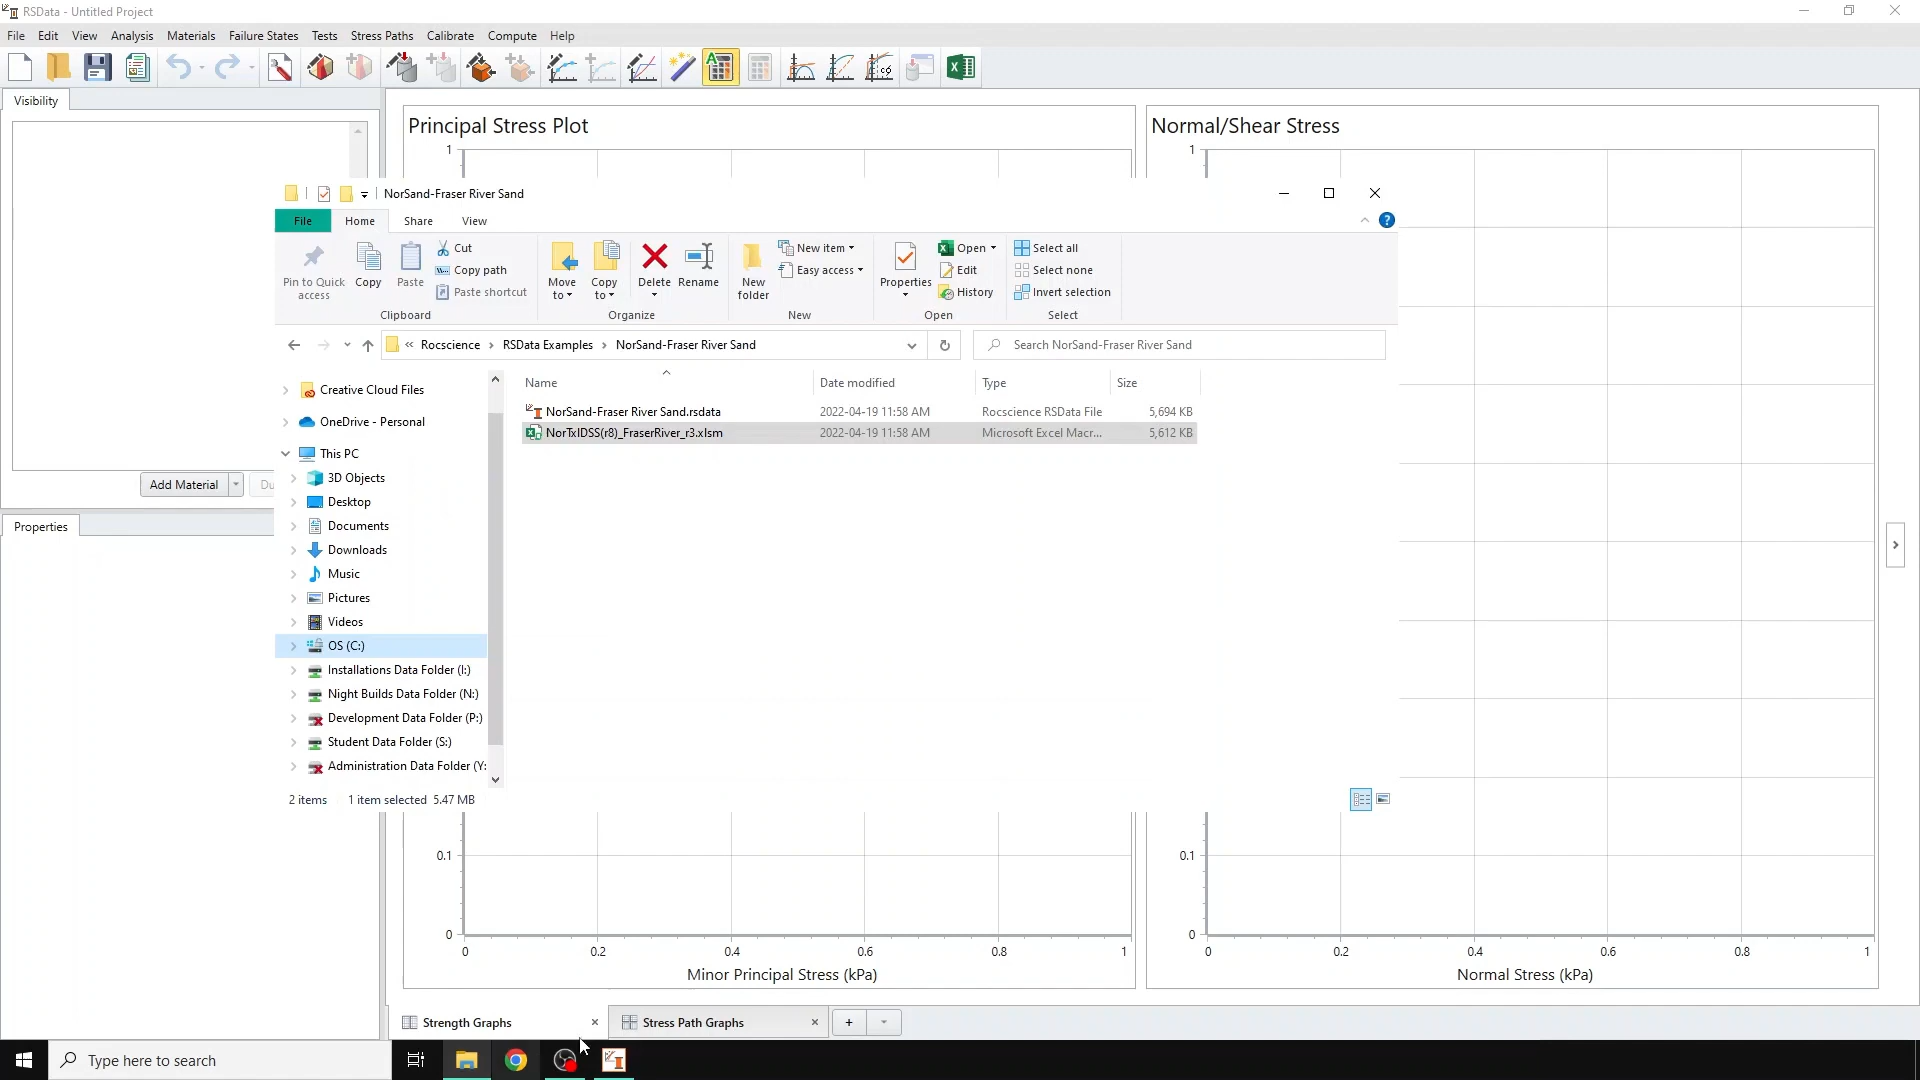 RSData - Untitled Project
File Edit View Analysis Materials Failure States Tests Stress Paths Calibrate Compute Help
Visibility
Principal Stress Plot
1
Normal/Shear Stress
1
NorSand-Fraser River Sand
File Home Share View
Pin to Quick access
Copy
Paste
Cut
Copy path
Paste shortcut
Clipboard
Move to
Copy to
Delete
Rename
Organize
New folder
New item
Easy access
New
Properties
Open
Edit
History
Open
Select all
Select none
Invert selection
Select
« Rocscience › RSData Examples › NorSand-Fraser River Sand
Search NorSand-Fraser River Sand
Name Date modified Type Size
NorSand-Fraser River Sand.rsdata 2022-04-19 11:58 AM Rocscience RSData File 5,694 KB
NorTxlDSS(r8)_FraserRiver_r3.xlsm 2022-04-19 11:58 AM Microsoft Excel Macr... 5,612 KB
Creative Cloud Files
OneDrive - Personal
This PC
3D Objects
Desktop
Documents
Downloads
Music
Pictures
Videos
OS (C:)
Installations Data Folder (I:)
Night Builds Data Folder (N:)
Development Data Folder (P:)
Student Data Folder (S:)
Administration Data Folder (Y:
2 items 1 item selected 5.47 MB
Add Material
Du
Properties
0.1
0
0 0.2 0.4 0.6 0.8 1
Minor Principal Stress (kPa)
0.1
0
0 0.2 0.4 0.6 0.8 1
Normal Stress (kPa)
Strength Graphs
Stress Path Graphs
Type here to search